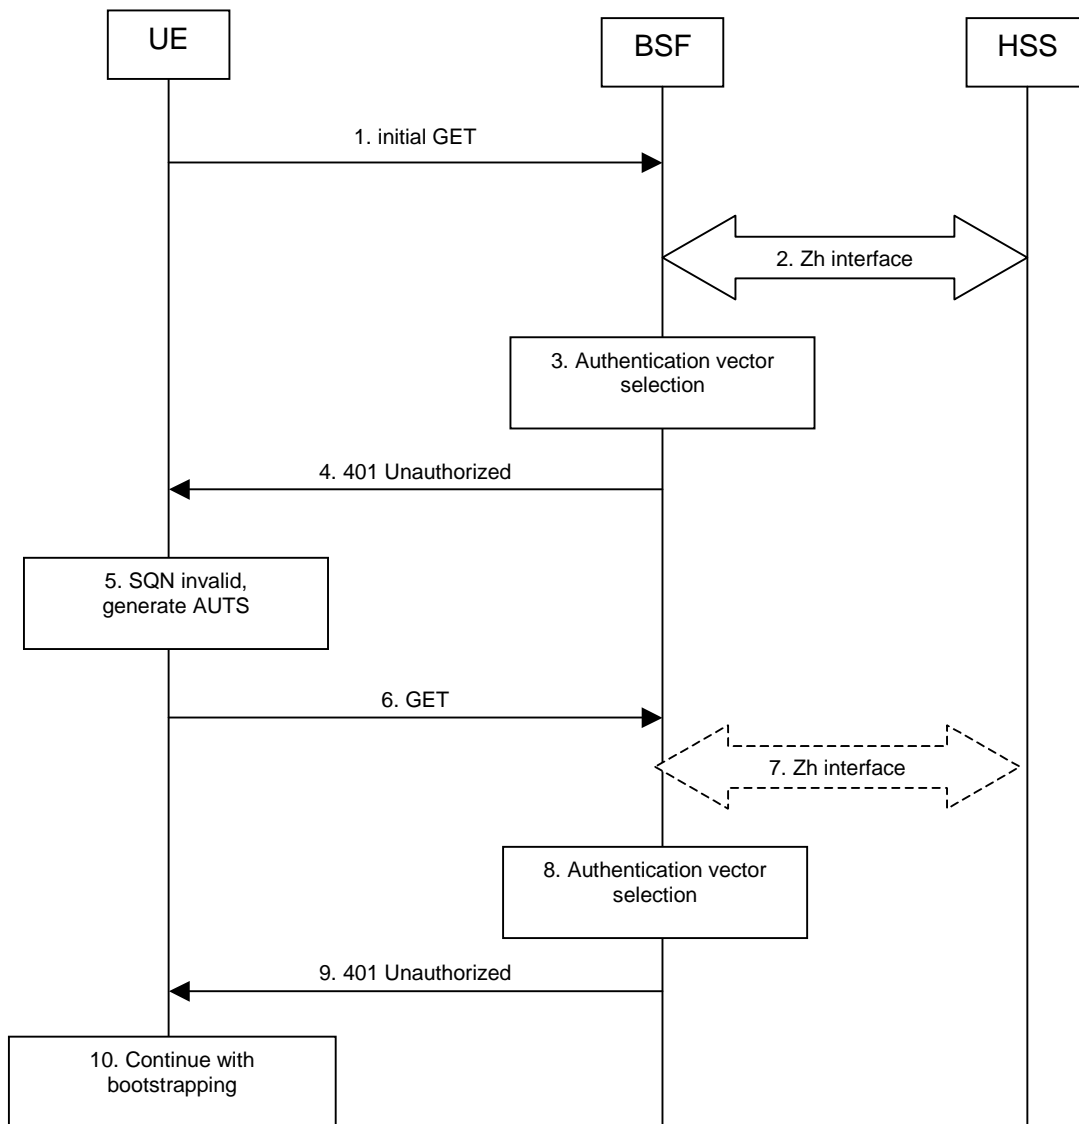 UE
BSF
HSS
1. initial GET
2. Zh interface
3. Authentication vector
selection
4. 401 Unauthorized
5. SQN invalid,
generate AUTS
6. GET
7. Zh interface
8. Authentication vector
selection
9. 401 Unauthorized
10. Continue with
bootstrapping